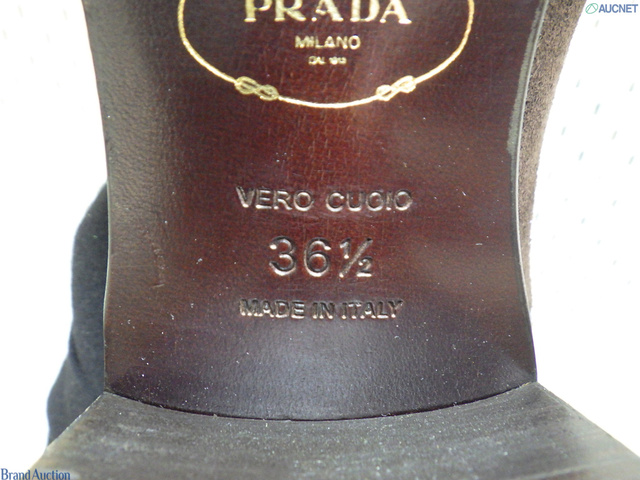 AUCNET
PRADA
MILANO
DAL 1913
VERO CUOIO
36½
MADE IN ITALY
Brand Auction